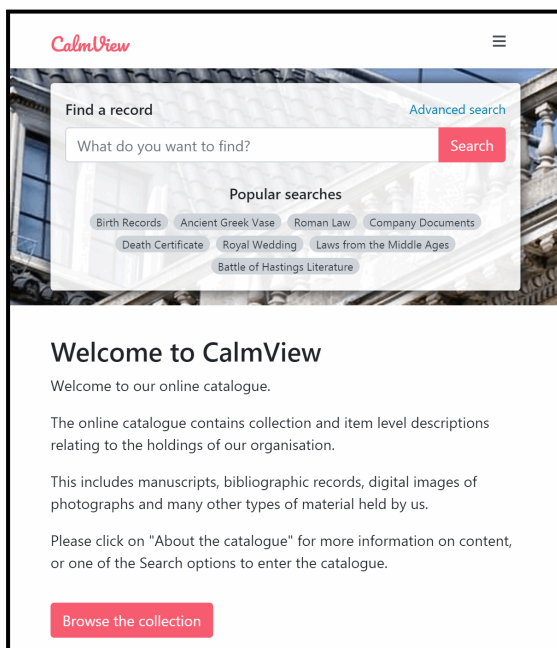 CalmView
Find a record
Advanced search
What do you want to find?
Search
Popular searches
Birth Records
Ancient Greek Vase
Roman Law
Company Documents
Death Certificate
Royal Wedding
Laws from the Middle Ages
Battle of Hastings Literature
Welcome to CalmView
Welcome to our online catalogue.
The online catalogue contains collection and item level descriptions
relating to the holdings of our organisation.
This includes manuscripts, bibliographic records, digital images of
photographs and many other types of material held by us.
Please click on "About the catalogue" for more information on content,
or one of the Search options to enter the catalogue.
Browse the collection